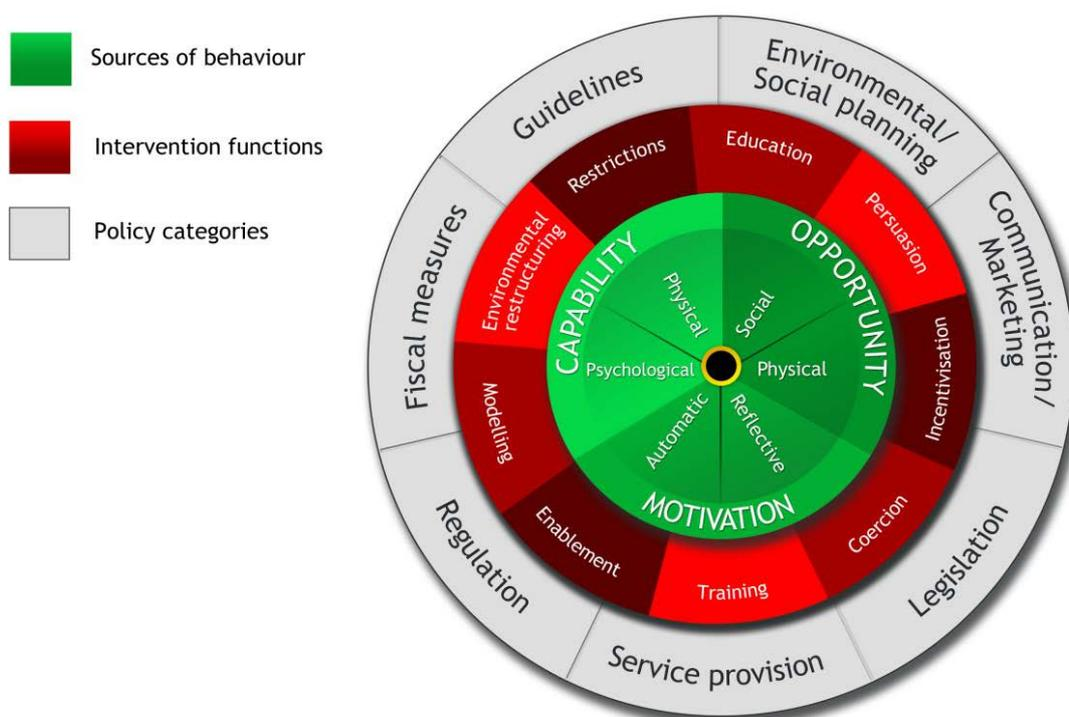 Sources of behaviour
Intervention functions
Policy categories
Guidelines
Environmental/
Social planning
Communication/
Marketing
Legislation
Service provision
Regulation
Fiscal measures
Restrictions
Education
Persuasion
Incentivisation
Coercion
Training
Enablement
Modelling
Environmental
restructuring
CAPABILITY
OPPORTUNITY
MOTIVATION
Physical
Social
Physical
Reflective
Automatic
Psychological